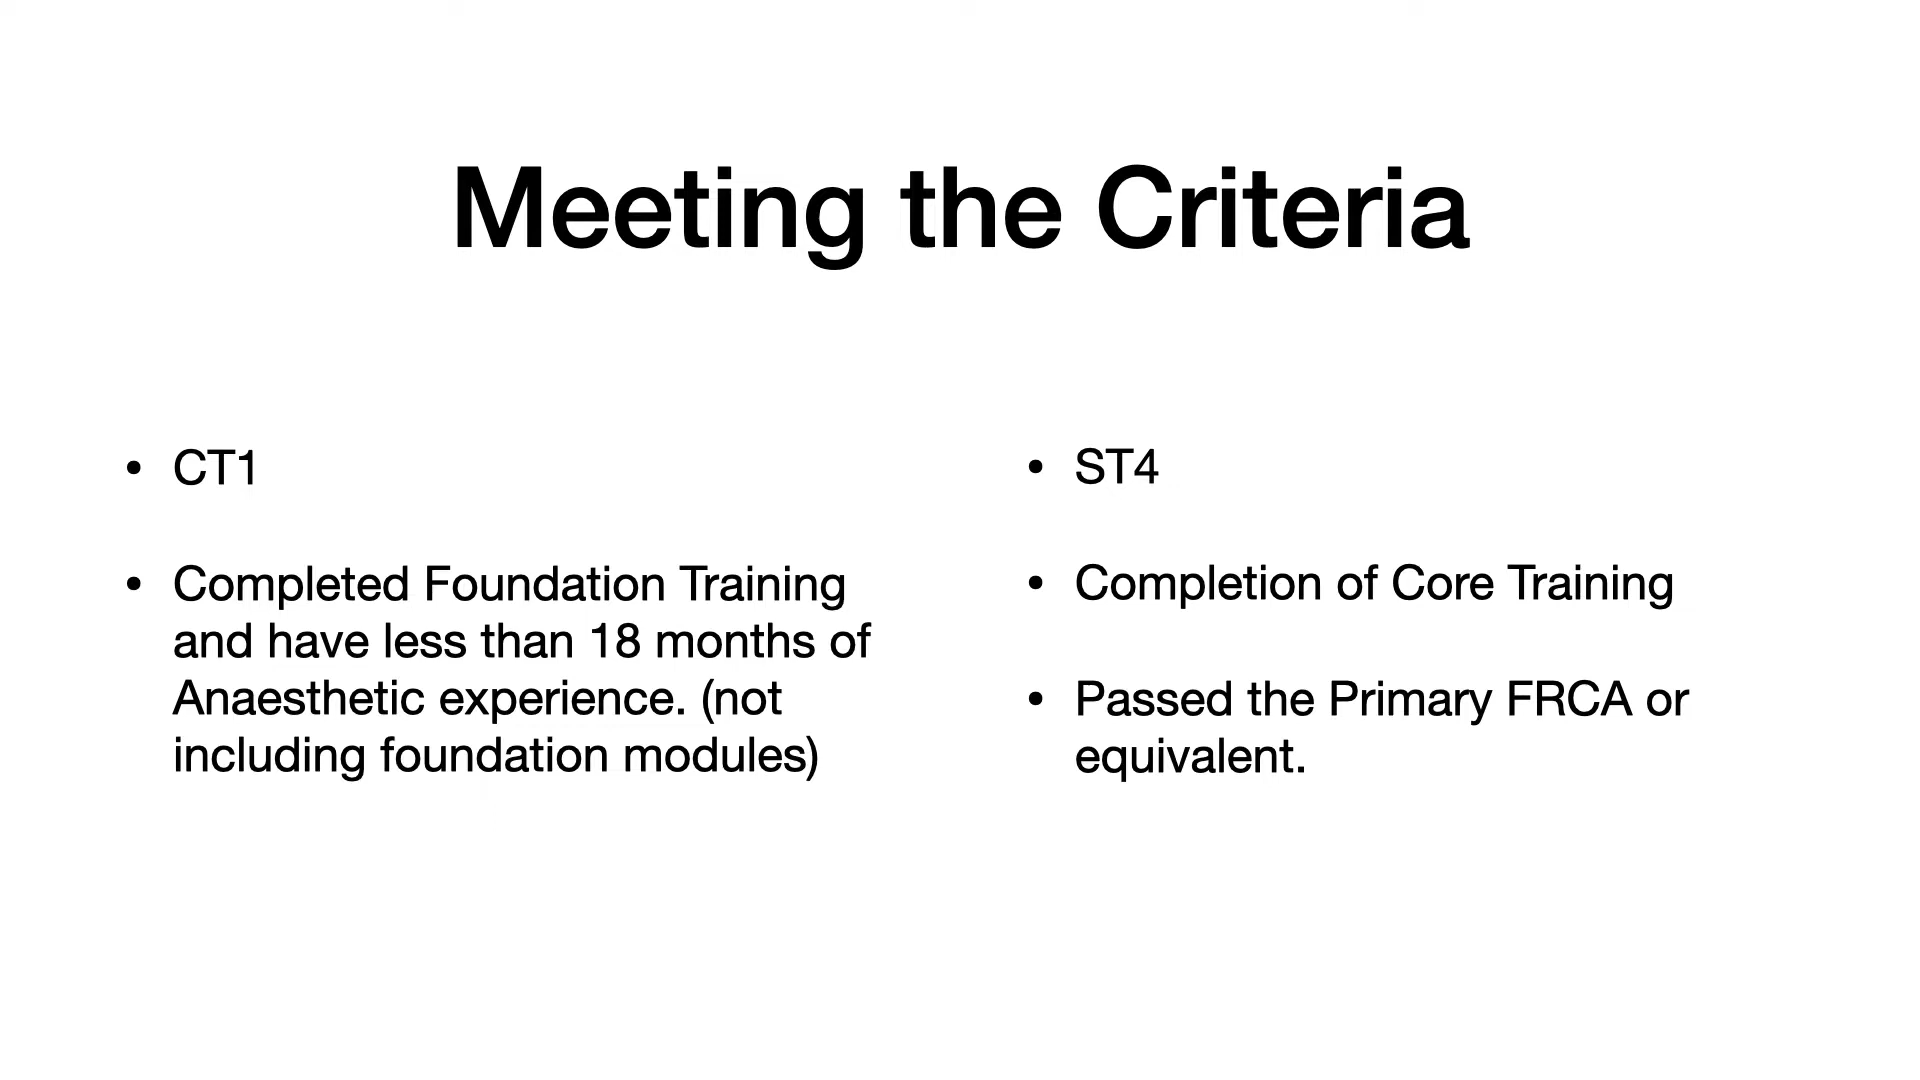 Meeting the Criteria
• CT1
• Completed Foundation Training
and have less than 18 months of
Anaesthetic experience. (not
including foundation modules)
• ST4
• Completion of Core Training
• Passed the Primary FRCA or
equivalent.